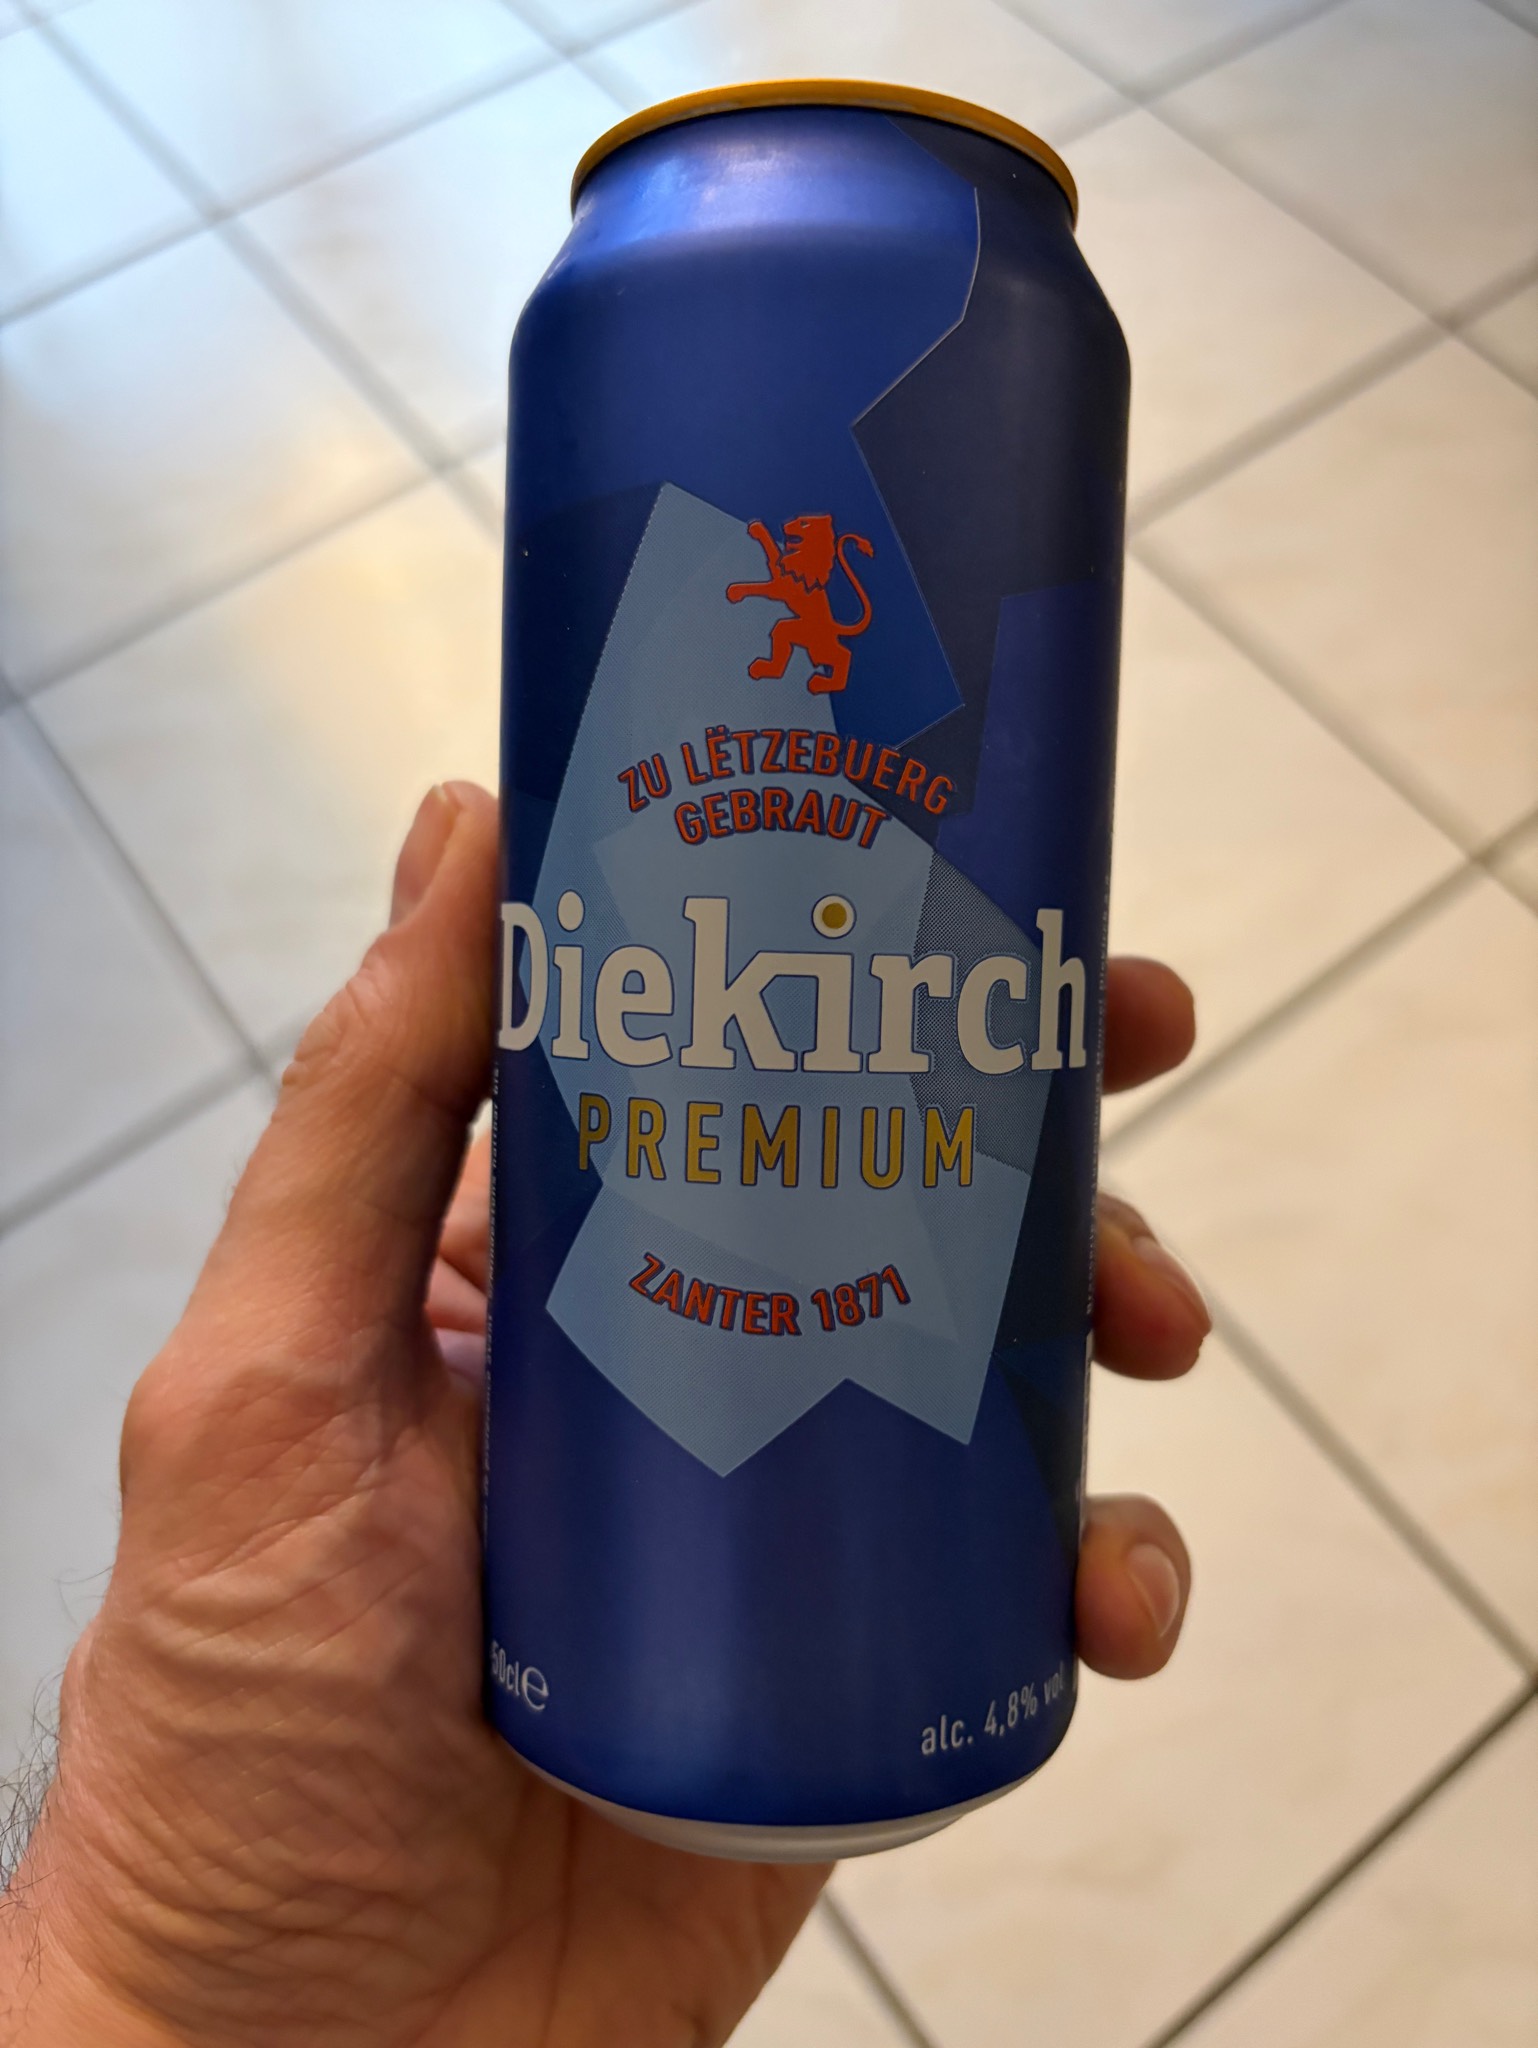 ZU LËTZEBUERG
GEBRAUT
Diekirch
PREMIUM
ZANTER 1871
50cl e
alc. 4,8% vol